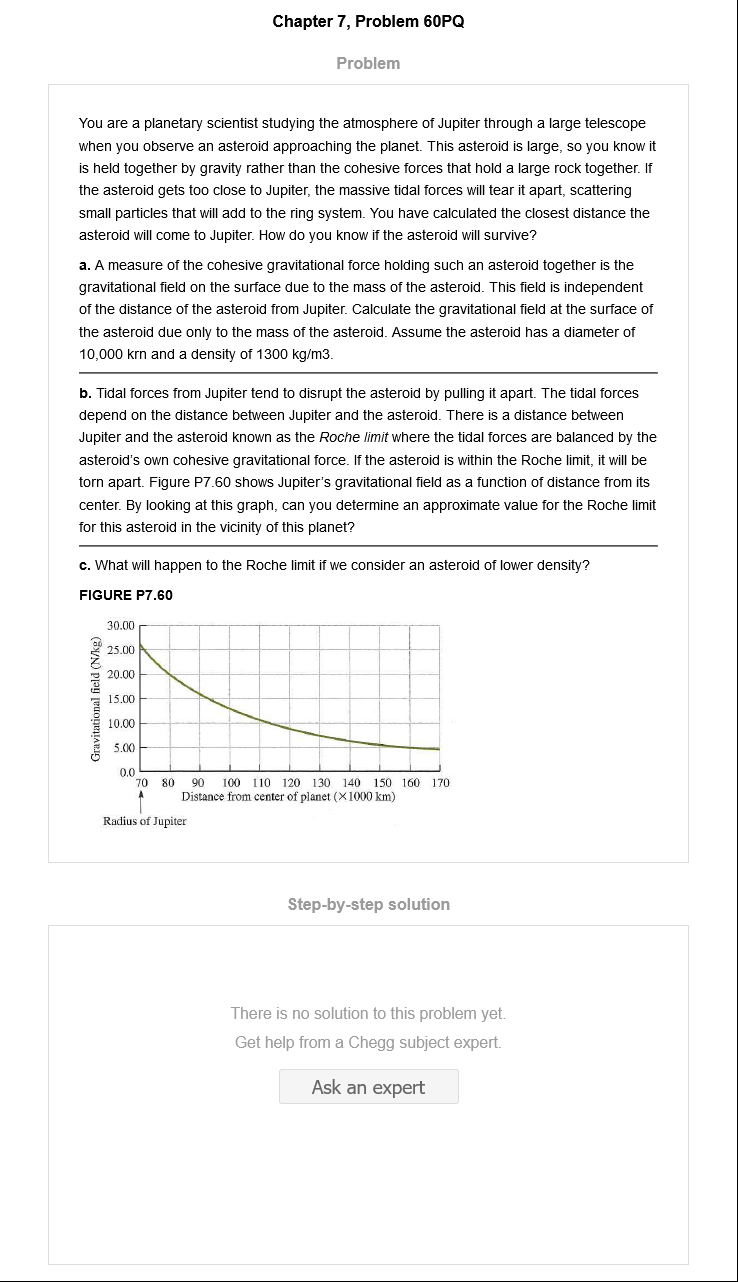 Chapter 7, Problem 60PQ
Problem
You are a planetary scientist studying the atmosphere of Jupiter through a large telescope
when you observe an asteroid approaching the planet. This asteroid is large, so you know it
is held together by gravity rather than the cohesive forces that hold a large rock together. If
the asteroid gets too close to Jupiter, the massive tidal forces will tear it apart, scattering
small particles that will add to the ring system. You have calculated the closest distance the
asteroid will come to Jupiter. How do you know if the asteroid will survive?
a. A measure of the cohesive gravitational force holding such an asteroid together is the
gravitational field on the surface due to the mass of the asteroid. This field is independent
of the distance of the asteroid from Jupiter. Calculate the gravitational field at the surface of
the asteroid due only to the mass of the asteroid. Assume the asteroid has a diameter of
10,000 krn and a density of 1300 kg/m3.
b. Tidal forces from Jupiter tend to disrupt the asteroid by pulling it apart. The tidal forces
depend on the distance between Jupiter and the asteroid. There is a distance between
Jupiter and the asteroid known as the Roche limit where the tidal forces are balanced by the
asteroid's own cohesive gravitational force. If the asteroid is within the Roche limit, it will be
torn apart. Figure P7.60 shows Jupiter's gravitational field as a function of distance from its
center. By looking at this graph, can you determine an approximate value for the Roche limit
for this asteroid in the vicinity of this planet?
c. What will happen to the Roche limit if we consider an asteroid of lower density?
FIGURE P7.60
Gravitational field (N/kg)
30.00
25.00
20.00
15.00
10.00
5.00
0.0
70 80 90 100 110 120 130 140 150 160 170
Distance from center of planet (×1000 km)
Radius of Jupiter
Step-by-step solution
There is no solution to this problem yet.
Get help from a Chegg subject expert.
Ask an expert